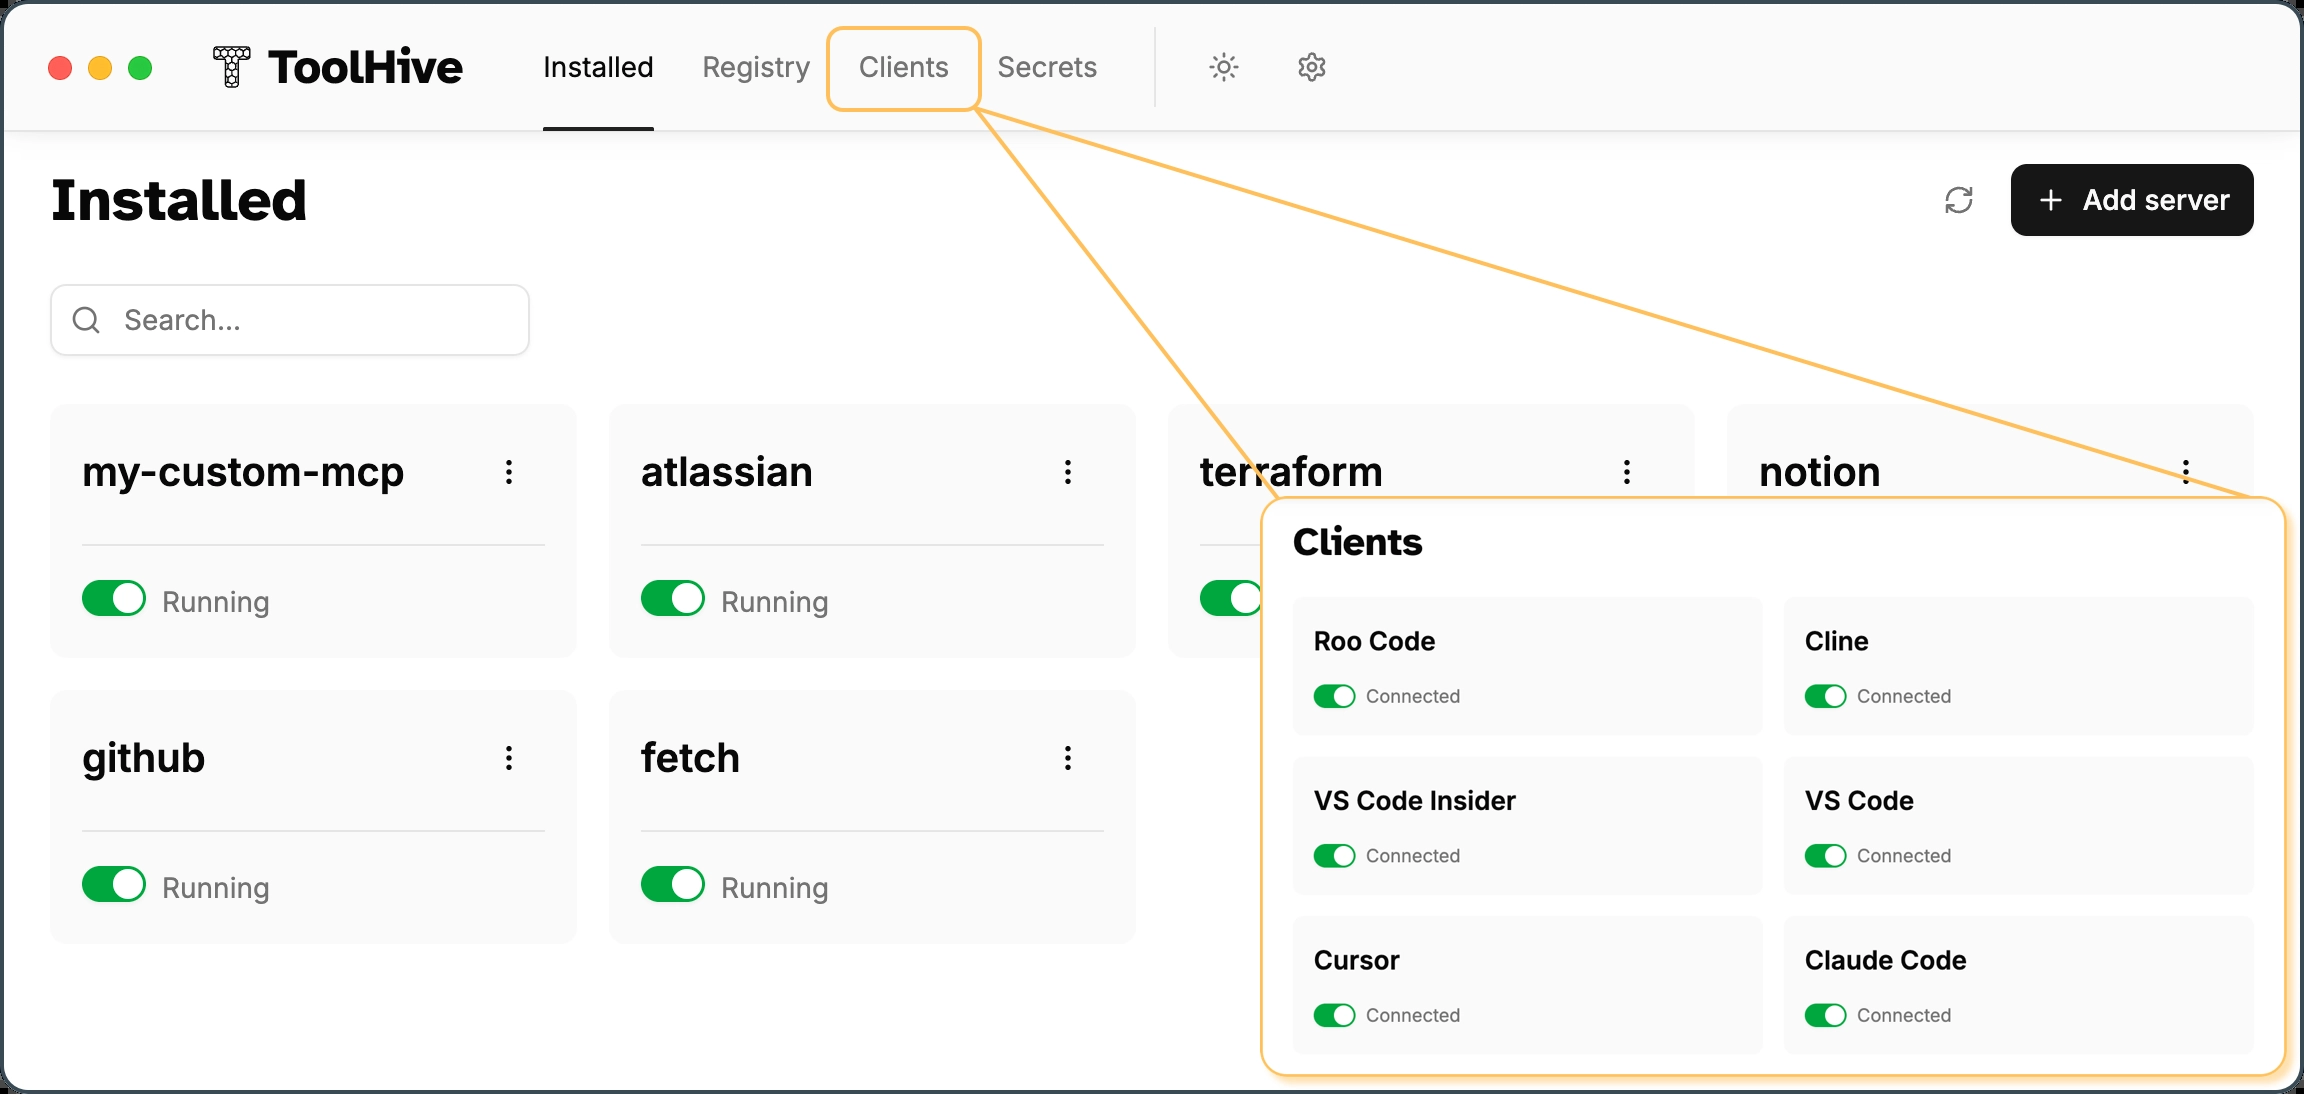 ToolHive Installed Registry Clients Secrets
Installed
+ Add server
Search...
my-custom-mcp
Running
atlassian
Running
terraform
notion
github
Running
fetch
Running
Clients
Roo Code
Connected
Cline
Connected
VS Code Insider
Connected
VS Code
Connected
Cursor
Connected
Claude Code
Connected